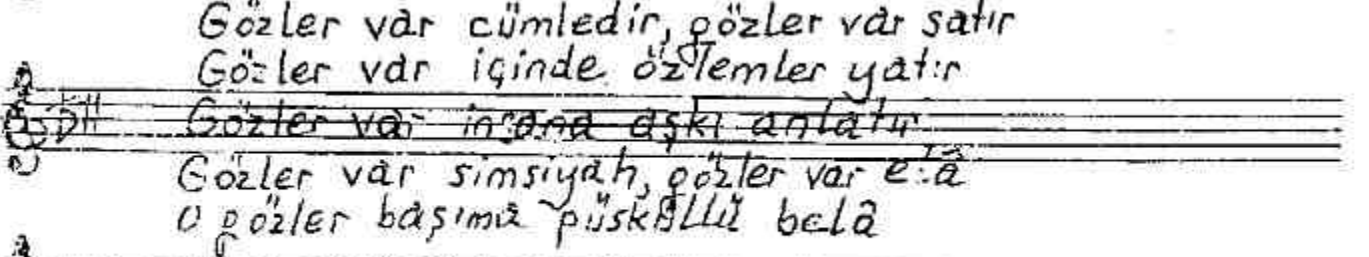 Gözler var cümledir, gözler var satır
Gözler var içinde özlemler yatır
Gözler var insana aşkı anlatır
Gözler var simsiyah, gözler var elâ
O gözler başıma püsküllü belâ